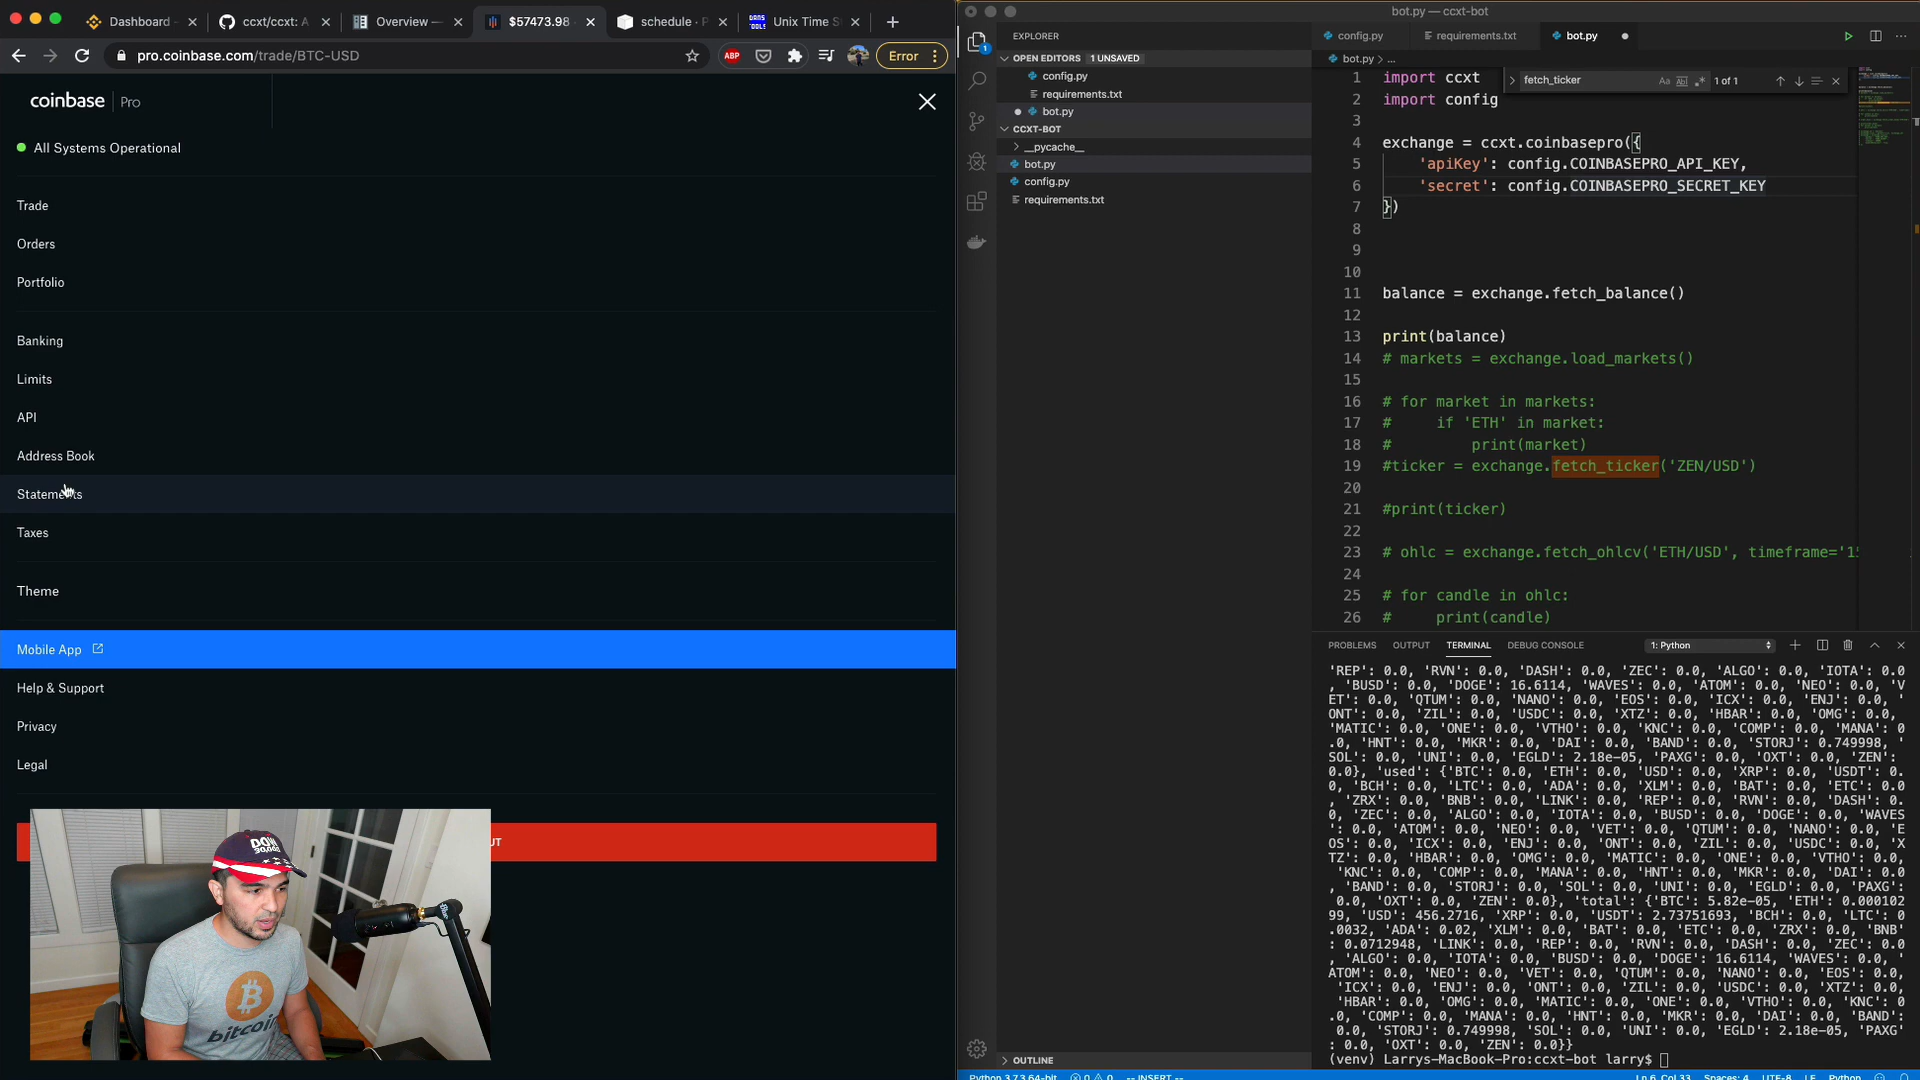 Dashboard
ccxt/ccxt: A
Overview —
$57473.98
schedule · P
DANS TOOLS
Unix Time S
pro.coinbase.com/trade/BTC-USD
ABP
Error
coinbase | Pro
All Systems Operational
Trade
Orders
Portfolio
Banking
Limits
API
Address Book
Statements
Taxes
Theme
Mobile App
Help & Support
Privacy
Legal
UT
DOW
30,000
bitcoin
bot.py — ccxt-bot
EXPLORER
OPEN EDITORS 1 UNSAVED
config.py
requirements.txt
bot.py
CCXT-BOT
__pycache__
bot.py
config.py
requirements.txt
OUTLINE
config.py
requirements.txt
bot.py
bot.py > ...
fetch_ticker
1 of 1
1 import ccxt
2 import config
3
4 exchange = ccxt.coinbasepro({
5 'apiKey': config.COINBASEPRO_API_KEY,
6 'secret': config.COINBASEPRO_SECRET_KEY
7 })
8
9
10
11 balance = exchange.fetch_balance()
12
13 print(balance)
14 # markets = exchange.load_markets()
15
16 # for market in markets:
17 # if 'ETH' in market:
18 # print(market)
19 #ticker = exchange.fetch_ticker('ZEN/USD')
20
21 #print(ticker)
22
23 # ohlc = exchange.fetch_ohlcv('ETH/USD', timeframe='15
24
25 # for candle in ohlc:
26 # print(candle)
PROBLEMS OUTPUT TERMINAL DEBUG CONSOLE 1: Python
'REP': 0.0, 'RVN': 0.0, 'DASH': 0.0, 'ZEC': 0.0, 'ALGO': 0.0, 'IOTA': 0.0
, 'BUSD': 0.0, 'DOGE': 16.6114, 'WAVES': 0.0, 'ATOM': 0.0, 'NEO': 0.0, 'V
ET': 0.0, 'QTUM': 0.0, 'NANO': 0.0, 'EOS': 0.0, 'ICX': 0.0, 'ENJ': 0.0, '
ONT': 0.0, 'ZIL': 0.0, 'USDC': 0.0, 'XTZ': 0.0, 'HBAR': 0.0, 'OMG': 0.0,
'MATIC': 0.0, 'ONE': 0.0, 'VTHO': 0.0, 'KNC': 0.0, 'COMP': 0.0, 'MANA': 0
.0, 'HNT': 0.0, 'MKR': 0.0, 'DAI': 0.0, 'BAND': 0.0, 'STORJ': 0.749998, '
SOL': 0.0, 'UNI': 0.0, 'EGLD': 2.18e-05, 'PAXG': 0.0, 'OXT': 0.0, 'ZEN':
0.0}, 'used': {'BTC': 0.0, 'ETH': 0.0, 'USD': 0.0, 'XRP': 0.0, 'USDT': 0.
0, 'BCH': 0.0, 'LTC': 0.0, 'ADA': 0.0, 'XLM': 0.0, 'BAT': 0.0, 'ETC': 0.0
, 'ZRX': 0.0, 'BNB': 0.0, 'LINK': 0.0, 'REP': 0.0, 'RVN': 0.0, 'DASH': 0.
0, 'ZEC': 0.0, 'ALGO': 0.0, 'IOTA': 0.0, 'BUSD': 0.0, 'DOGE': 0.0, 'WAVES
': 0.0, 'ATOM': 0.0, 'NEO': 0.0, 'VET': 0.0, 'QTUM': 0.0, 'NANO': 0.0, 'E
OS': 0.0, 'ICX': 0.0, 'ENJ': 0.0, 'ONT': 0.0, 'ZIL': 0.0, 'USDC': 0.0, 'X
TZ': 0.0, 'HBAR': 0.0, 'OMG': 0.0, 'MATIC': 0.0, 'ONE': 0.0, 'VTHO': 0.0,
'KNC': 0.0, 'COMP': 0.0, 'MANA': 0.0, 'HNT': 0.0, 'MKR': 0.0, 'DAI': 0.0,
'BAND': 0.0, 'STORJ': 0.0, 'SOL': 0.0, 'UNI': 0.0, 'EGLD': 0.0, 'PAXG':
0.0, 'OXT': 0.0, 'ZEN': 0.0}, 'total': {'BTC': 5.82e-05, 'ETH': 0.000102
99, 'USD': 456.2716, 'XRP': 0.0, 'USDT': 2.73751693, 'BCH': 0.0, 'LTC': 0
.0032, 'ADA': 0.02, 'XLM': 0.0, 'BAT': 0.0, 'ETC': 0.0, 'ZRX': 0.0, 'BNB'
: 0.0712948, 'LINK': 0.0, 'REP': 0.0, 'RVN': 0.0, 'DASH': 0.0, 'ZEC': 0.0
, 'ALGO': 0.0, 'IOTA': 0.0, 'BUSD': 0.0, 'DOGE': 16.6114, 'WAVES': 0.0, '
ATOM': 0.0, 'NEO': 0.0, 'VET': 0.0, 'QTUM': 0.0, 'NANO': 0.0, 'EOS': 0.0,
'ICX': 0.0, 'ENJ': 0.0, 'ONT': 0.0, 'ZIL': 0.0, 'USDC': 0.0, 'XTZ': 0.0,
'HBAR': 0.0, 'OMG': 0.0, 'MATIC': 0.0, 'ONE': 0.0, 'VTHO': 0.0, 'KNC': 0.
0, 'COMP': 0.0, 'MANA': 0.0, 'HNT': 0.0, 'MKR': 0.0, 'DAI': 0.0, 'BAND':
0.0, 'STORJ': 0.749998, 'SOL': 0.0, 'UNI': 0.0, 'EGLD': 2.18e-05, 'PAXG'
: 0.0, 'OXT': 0.0, 'ZEN': 0.0}}
(venv) Larrys-MacBook-Pro:ccxt-bot larry$
Python 3.7.3 64-bit 0 0 -- INSERT -- Ln 6, Col 33 Spaces: 4 UTF-8 LF Python